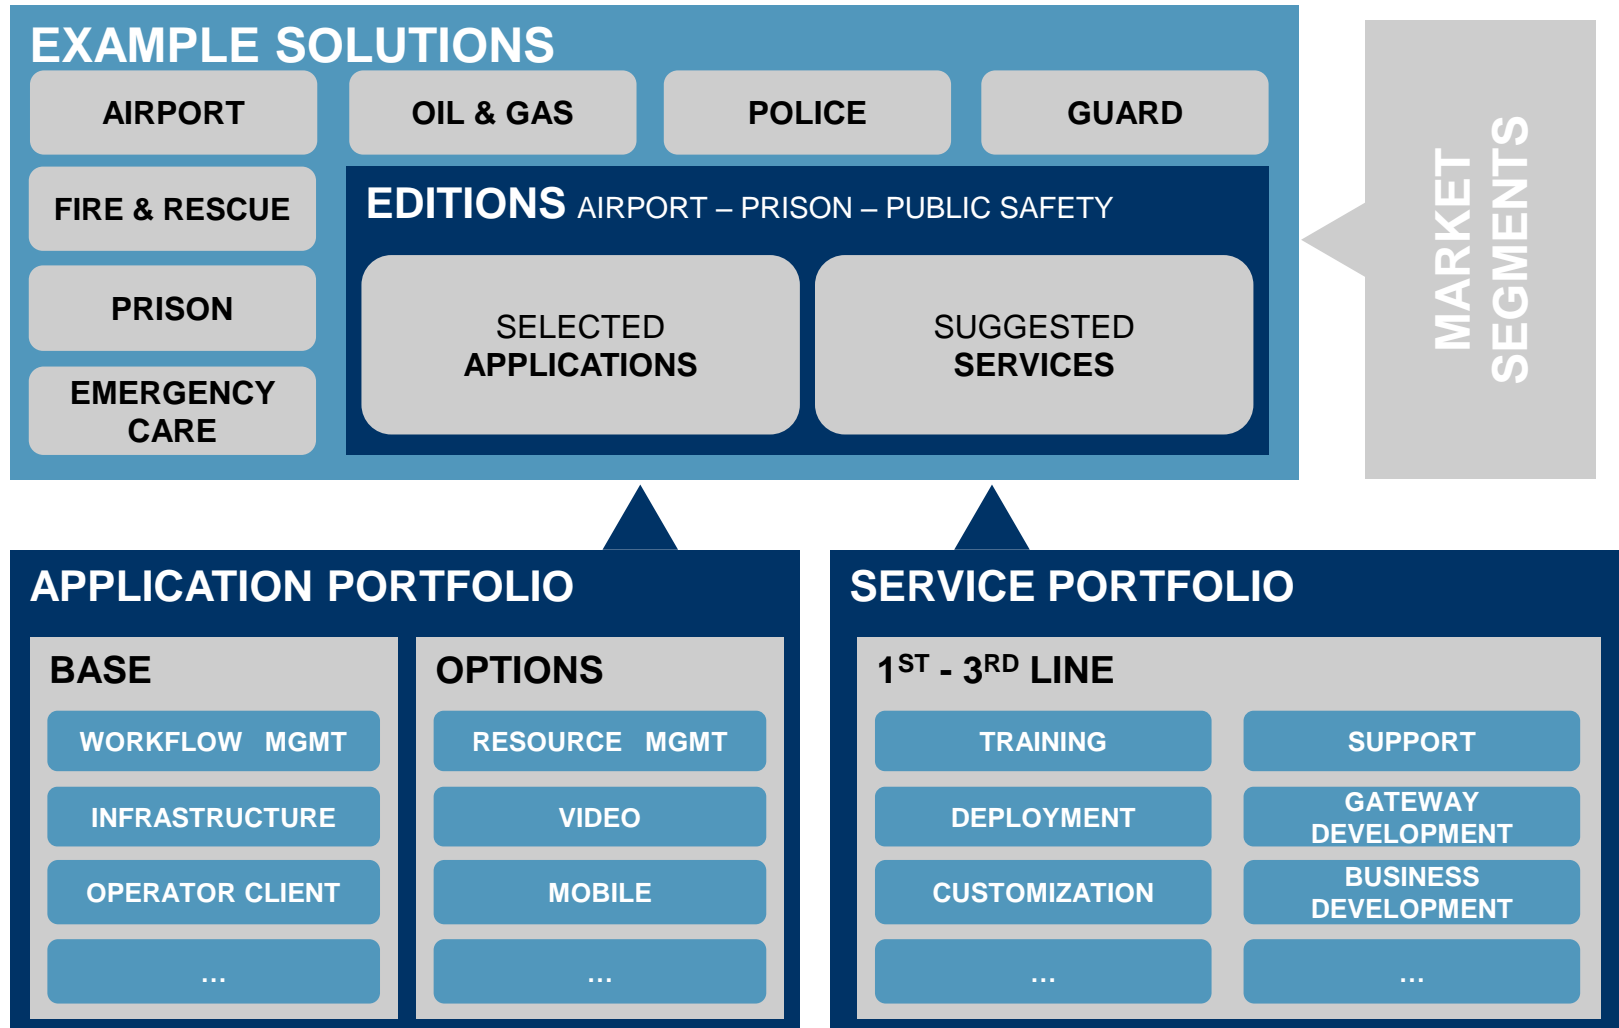 EXAMPLE SOLUTIONS
AIRPORT
OIL & GAS
POLICE
GUARD
FIRE & RESCUE
PRISON
EMERGENCY
CARE
EDITIONS AIRPORT – PRISON – PUBLIC SAFETY
SELECTED
APPLICATIONS
SUGGESTED
SERVICES
MARKET
SEGMENTS
APPLICATION PORTFOLIO
BASE
WORKFLOW MGMT
INFRASTRUCTURE
OPERATOR CLIENT
...
OPTIONS
RESOURCE MGMT
VIDEO
MOBILE
...
SERVICE PORTFOLIO
1ST - 3RD LINE
TRAINING
DEPLOYMENT
CUSTOMIZATION
...
SUPPORT
GATEWAY
DEVELOPMENT
BUSINESS
DEVELOPMENT
...